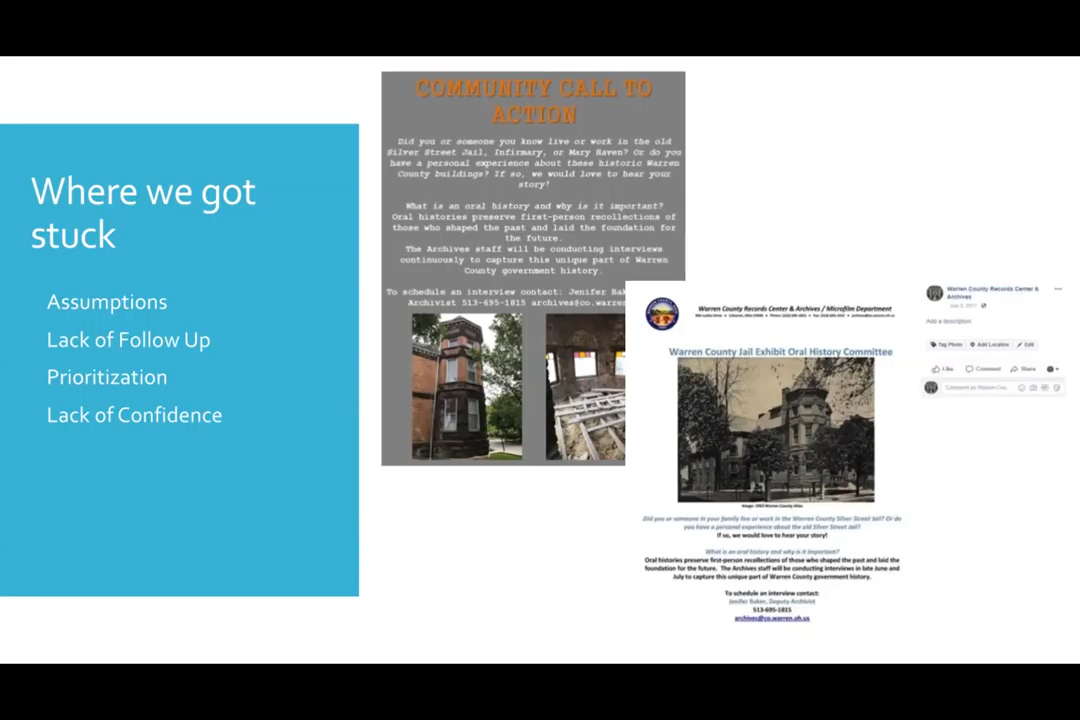 Where we got
stuck
Assumptions
Lack of Follow Up
Prioritization
Lack of Confidence
COMMUNITY CALL TO
ACTION
Did you or someone you know live or work in the old
Silver Street Jail, Infirmary, or Mary Haven? Or do you
have a personal experience about these historic Warren
County buildings? If so, we would love to hear your
story!
What is an oral history and why is it important?
Oral histories preserve first-person recollections of
those who shaped the past and laid the foundation for
the future.
The Archives staff will be conducting interviews
continuously to capture this unique part of Warren
County government history.
To schedule an interview contact: Jenifer
Archivist 513-695-1815 archives@co.warren
Warren County Records Center & Archives / Microfilm Department
Warren County Jail Exhibit Oral History Committee
Did you or someone in your family live or work in the Warren County Silver Street Jail? Or do
you have a personal experience about the old Silver Street Jail?
If so, we would love to hear your story!
What is an oral history and why is it important?
Oral histories preserve first-person recollections of those who shaped the past and laid the
foundation for the future. The Archives staff will be conducting interviews in late June and
July to capture this unique part of Warren County government history.
To schedule an interview contact:
Jenifer Baker, Deputy Archivist
513-695-1815
archives@co.warren.oh.us
Warren County Records Center &
Archives
Add a description
Tag Photo Add Location Edit
Like Comment Share